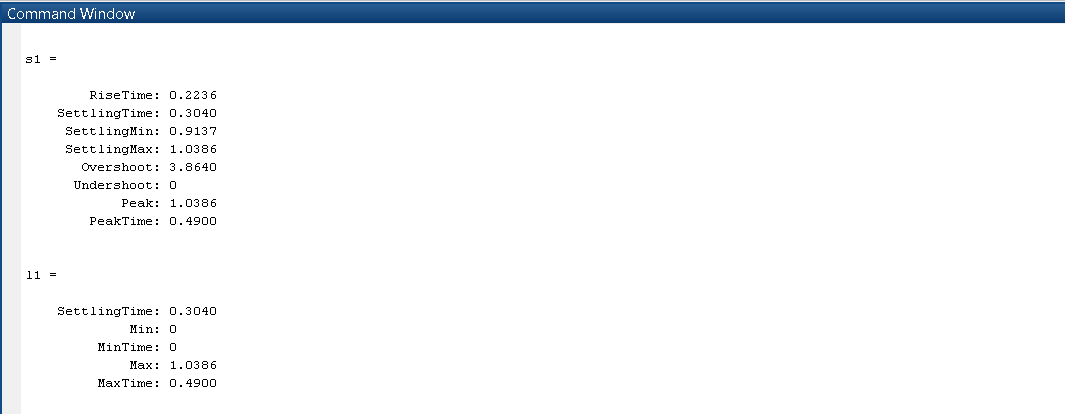 Command Window
s1 =
RiseTime: 0.2236
SettlingTime: 0.3040
SettlingMin: 0.9137
SettlingMax: 1.0386
Overshoot: 3.8640
Undershoot: 0
Peak: 1.0386
PeakTime: 0.4900
l1 =
SettlingTime: 0.3040
Min: 0
MinTime: 0
Max: 1.0386
MaxTime: 0.4900